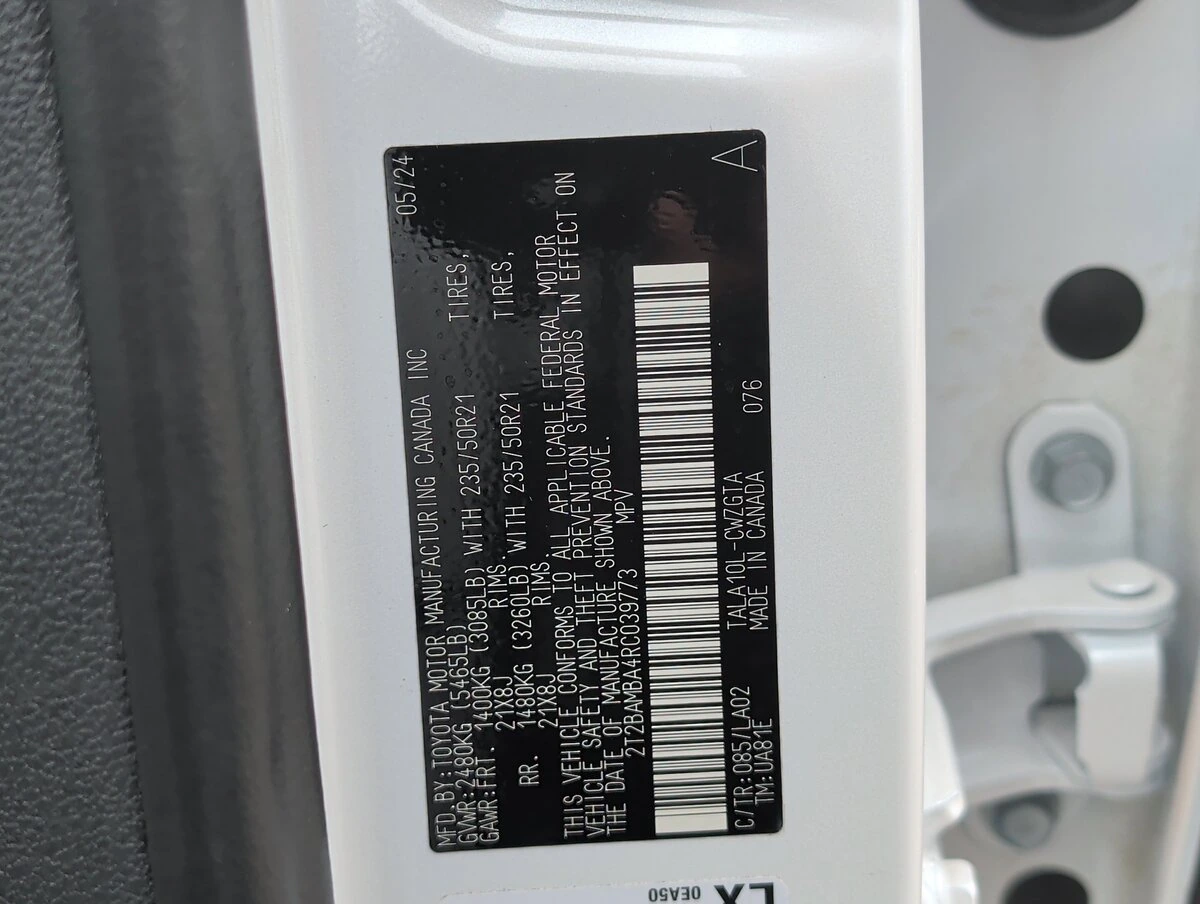 MFD.BY:TOYOTA MOTOR MANUFACTURING CANADA INC 05/24
GVWR:2480KG (5465LB)
GAWR:FRT. 1400KG (3085LB) WITH 235/50R21 TIRES,
21X8J RIMS
RR. 1480KG (3260LB) WITH 235/50R21 TIRES,
21X8J RIMS.
THIS VEHICLE CONFORMS TO ALL APPLICABLE FEDERAL MOTOR
VEHICLE SAFETY AND THEFT PREVENTION STANDARDS IN EFFECT ON
THE DATE OF MANUFACTURE SHOWN ABOVE.
2T2BAMBA4RC039773 MPV
C/TR:085/LA02 TALA10L-CWZGTA 076 A
TM:UA81E MADE IN CANADA
LX
0EA50